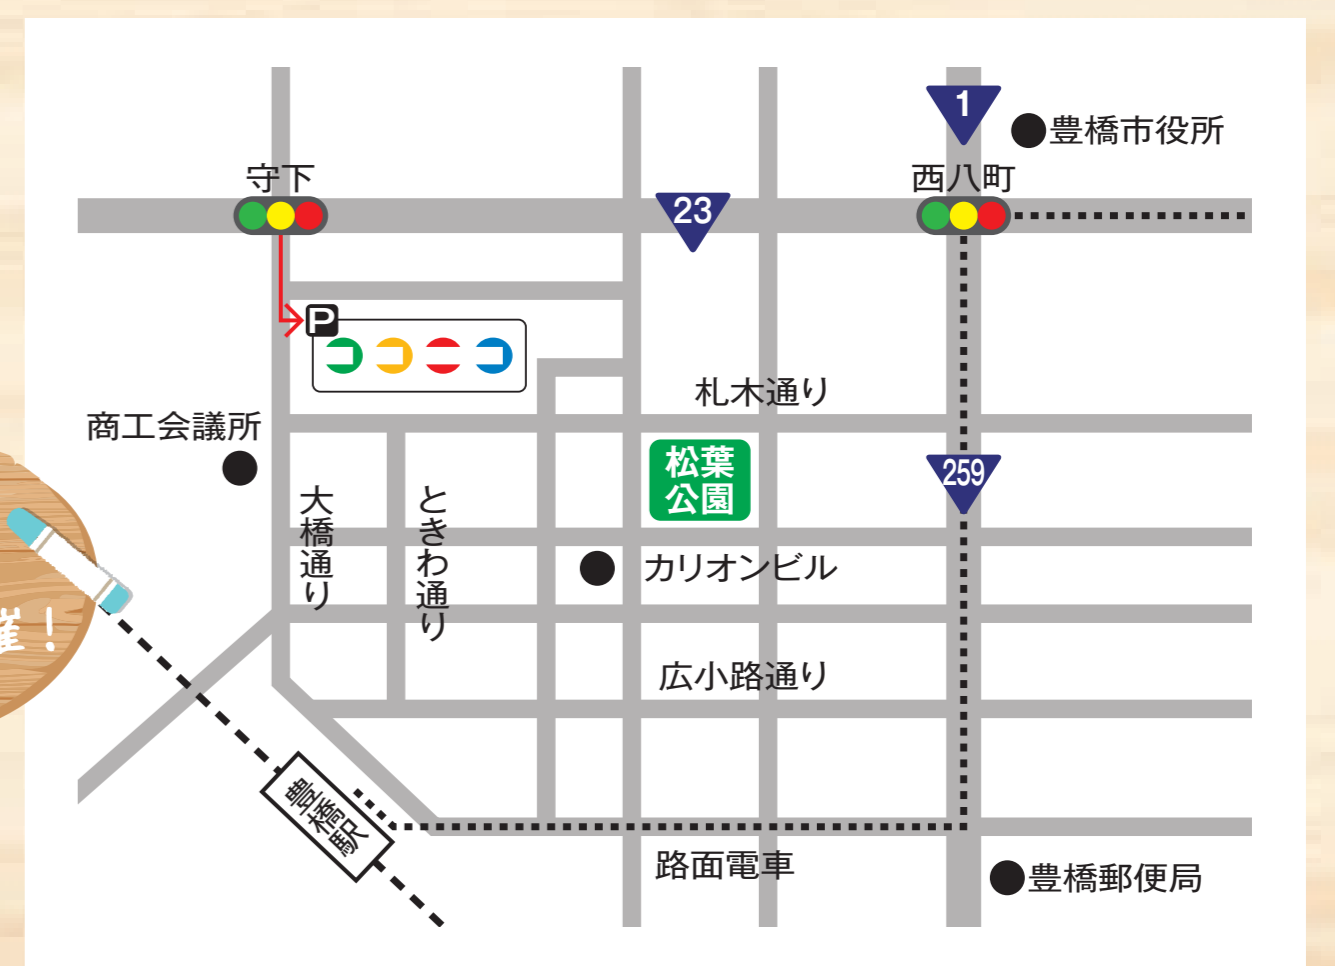 1
豊橋市役所
守下
西八町
23
P
札木通り
商工会議所
松葉
公園
259
大橋通り
ときわ通り
カリオンビル
催!
広小路通り
豊橋駅
路面電車
豊橋郵便局